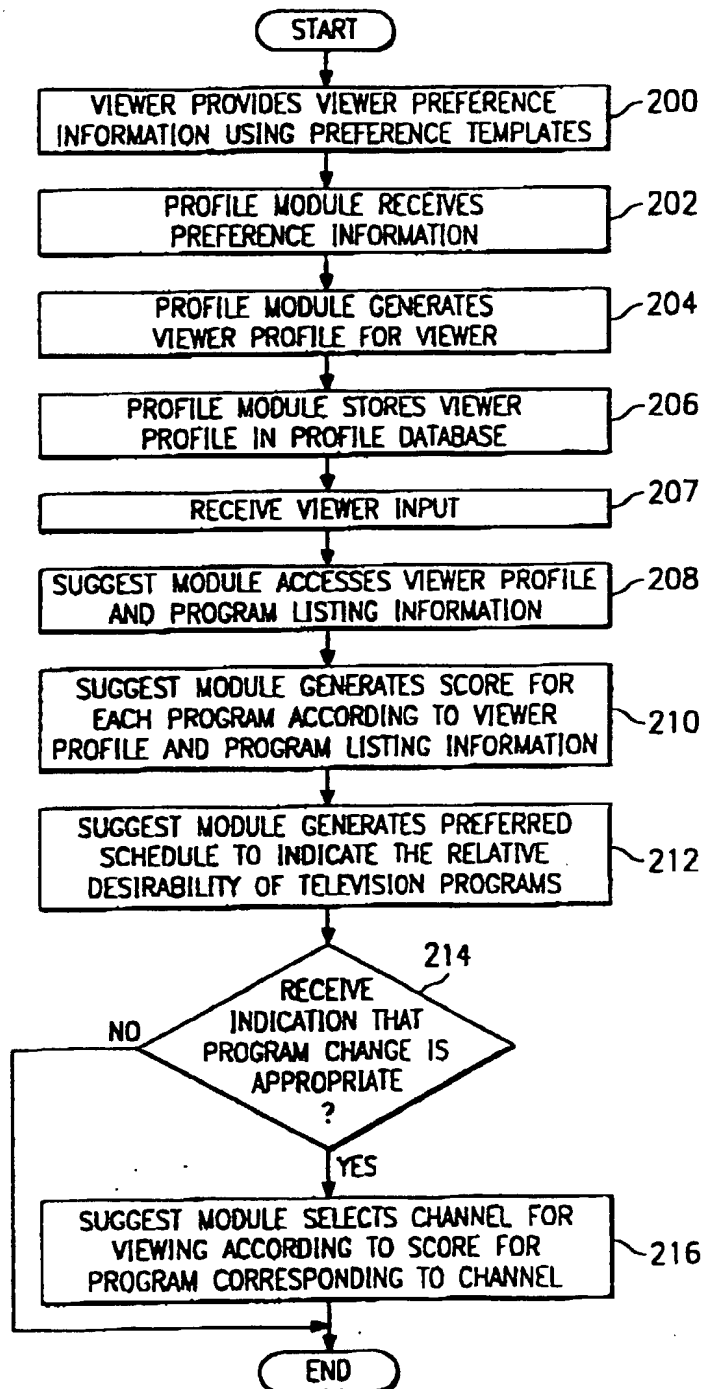 START
VIEWER PROVIDES VIEWER PREFERENCE
INFORMATION USING PREFERENCE TEMPLATES
200
PROFILE MODULE RECEIVES
PREFERENCE INFORMATION
202
PROFILE MODULE GENERATES
VIEWER PROFILE FOR VIEWER
204
PROFILE MODULE STORES VIEWER
PROFILE IN PROFILE DATABASE
206
RECEIVE VIEWER INPUT
207
SUGGEST MODULE ACCESSES VIEWER PROFILE
AND PROGRAM LISTING INFORMATION
208
SUGGEST MODULE GENERATES SCORE FOR
EACH PROGRAM ACCORDING TO VIEWER
PROFILE AND PROGRAM LISTING INFORMATION
210
SUGGEST MODULE GENERATES PREFERRED
SCHEDULE TO INDICATE THE RELATIVE
DESIRABILITY OF TELEVISION PROGRAMS
212
214
RECEIVE
INDICATION THAT
PROGRAM CHANGE IS
APPROPRIATE
?
NO
YES
SUGGEST MODULE SELECTS CHANNEL FOR
VIEWING ACCORDING TO SCORE FOR
PROGRAM CORRESPONDING TO CHANNEL
216
END